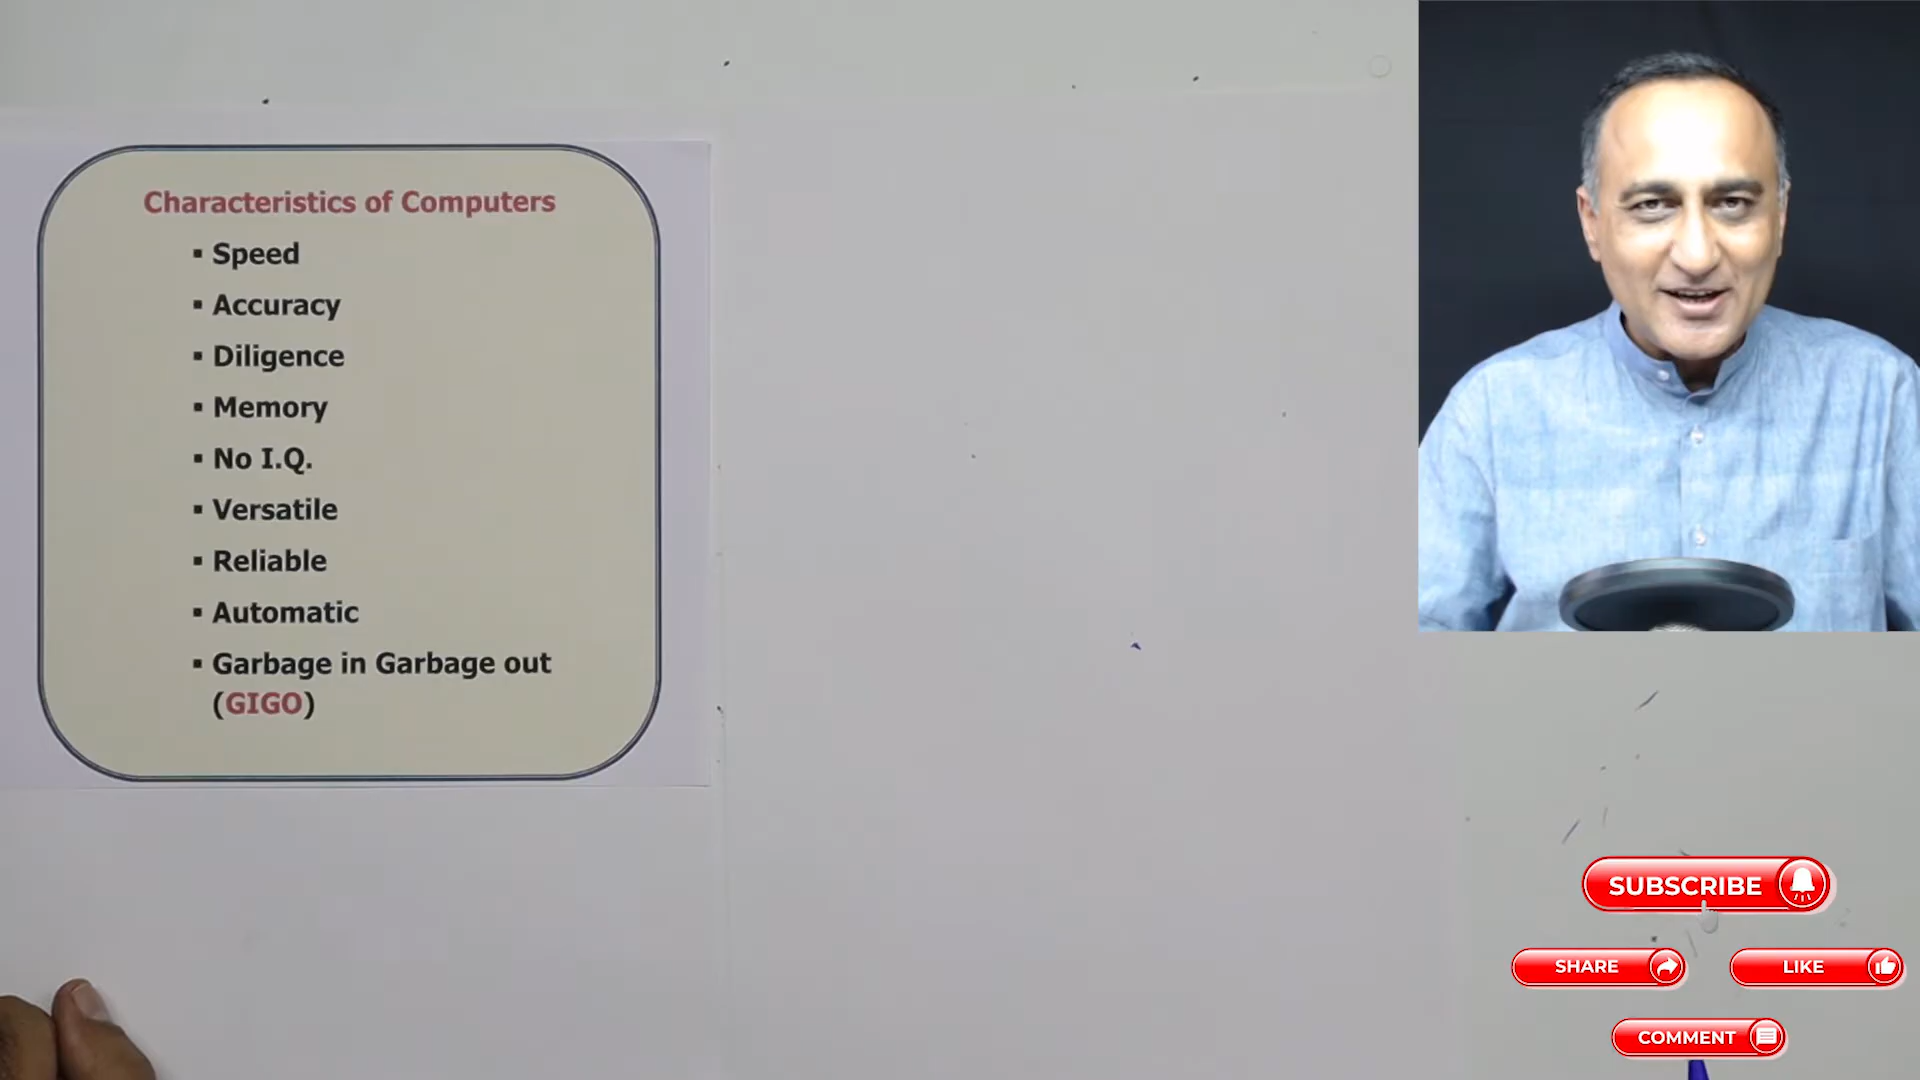 Characteristics of Computers
▪ Speed
▪ Accuracy
▪ Diligence
▪ Memory
▪ No I.Q.
▪ Versatile
▪ Reliable
▪ Automatic
▪ Garbage in Garbage out
(GIGO)
SUBSCRIBE
SHARE
LIKE
COMMENT